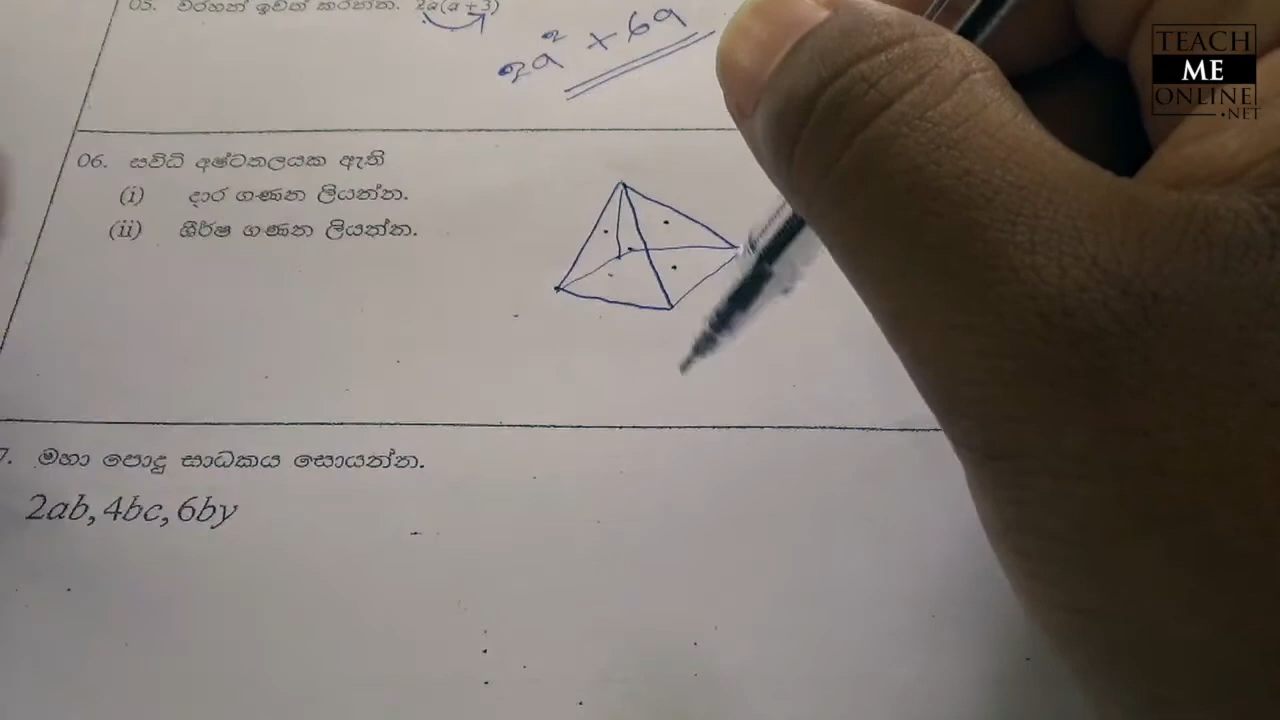 05. වරහන් ඉවත් කරන්න. 2a(a + 3)
2a² + 6a
06. සවිධි අෂ්ටතලයක ඇති
(i) දාර ගණන ලියන්න.
(ii) ශීර්ෂ ගණන ලියන්න.
7. මහා පොදු සාධකය සොයන්න.
2ab, 4bc, 6by
TEACH
ME
ONLINE
.NET